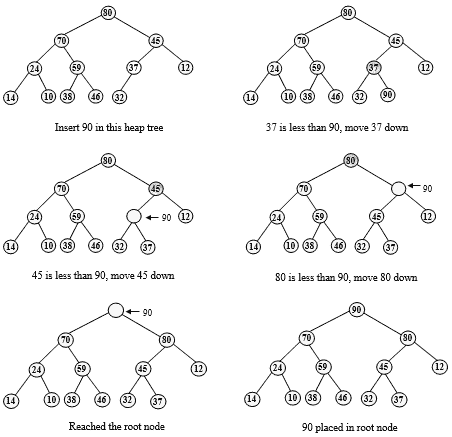 80
70 45
24 59 37 12
14 10 38 46 32
Insert 90 in this heap tree
80
70 45
24 59 37 12
14 10 38 46 32 90
37 is less than 90, move 37 down
80
70 45
24 59 90 12
14 10 38 46 32 37
45 is less than 90, move 45 down
80
70 90
24 59 45 12
14 10 38 46 32 37
80 is less than 90, move 80 down
90
70 80
24 59 45 12
14 10 38 46 32 37
Reached the root node
90
70 80
24 59 45 12
10 38 46 32 37
90 placed in root node